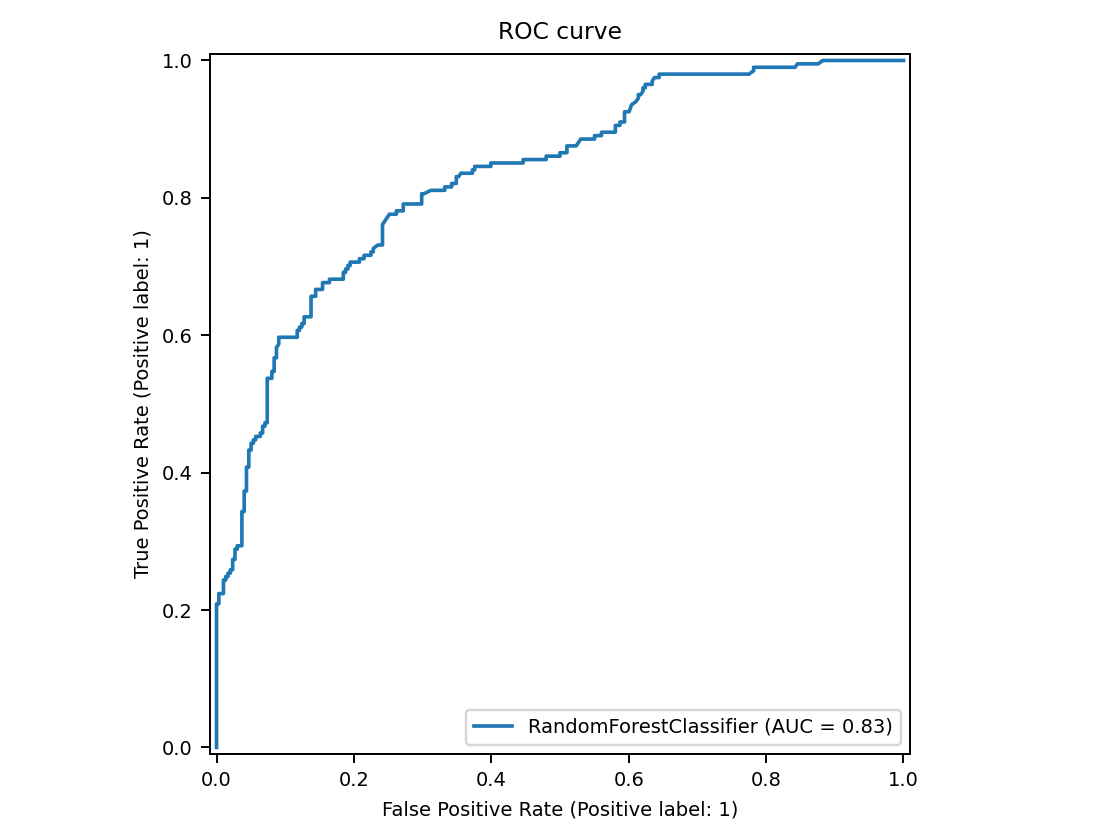 ROC curve
True Positive Rate (Positive label: 1)
1.0
0.8
0.6
0.4
0.2
0.0
RandomForestClassifier (AUC = 0.83)
0.0 0.2 0.4 0.6 0.8 1.0
False Positive Rate (Positive label: 1)